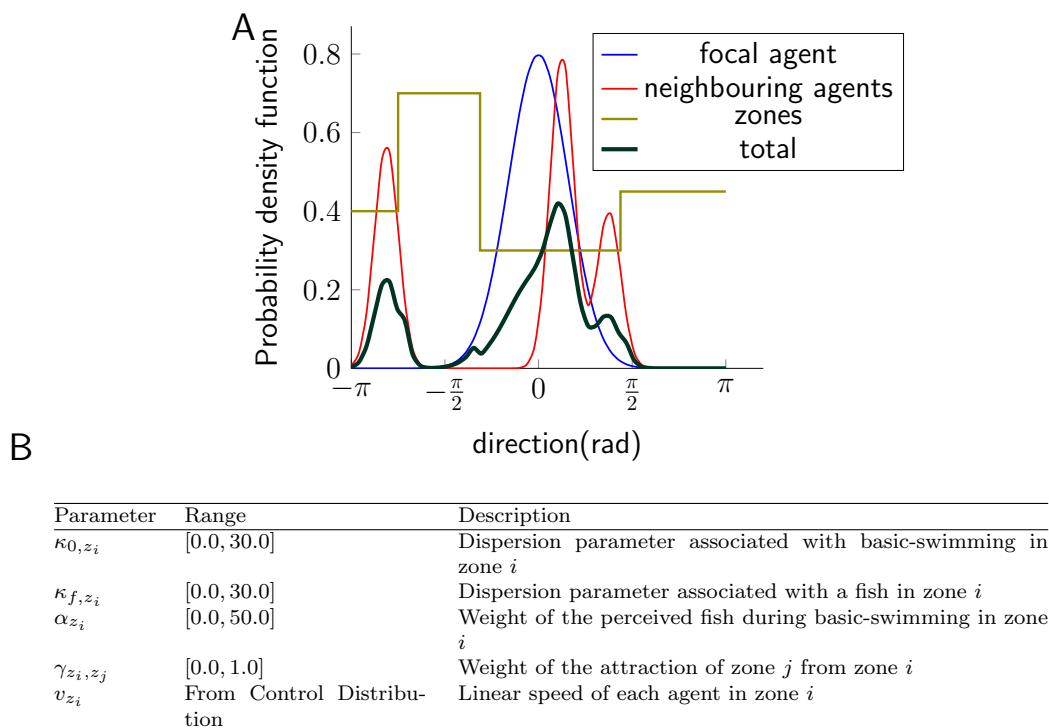 A
Probability density function
0.8
0.6
0.4
0.2
0
−π
−π/2
0
π/2
π
direction(rad)
focal agent
neighbouring agents
zones
total
B
Parameter Range Description
κ0,zi [0.0, 30.0] Dispersion parameter associated with basic-swimming in
zone i
κf,zi [0.0, 30.0] Dispersion parameter associated with a fish in zone i
αzi [0.0, 50.0] Weight of the perceived fish during basic-swimming in zone
i
γzi,zj [0.0, 1.0] Weight of the attraction of zone j from zone i
vzi From Control Distribu- Linear speed of each agent in zone i
tion